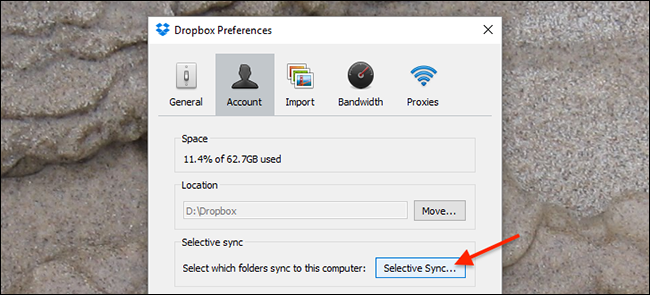 Dropbox Preferences
General Account Import Bandwidth Proxies
Space
11.4% of 62.7GB used
Location
D:\Dropbox Move...
Selective sync
Select which folders sync to this computer: Selective Sync...